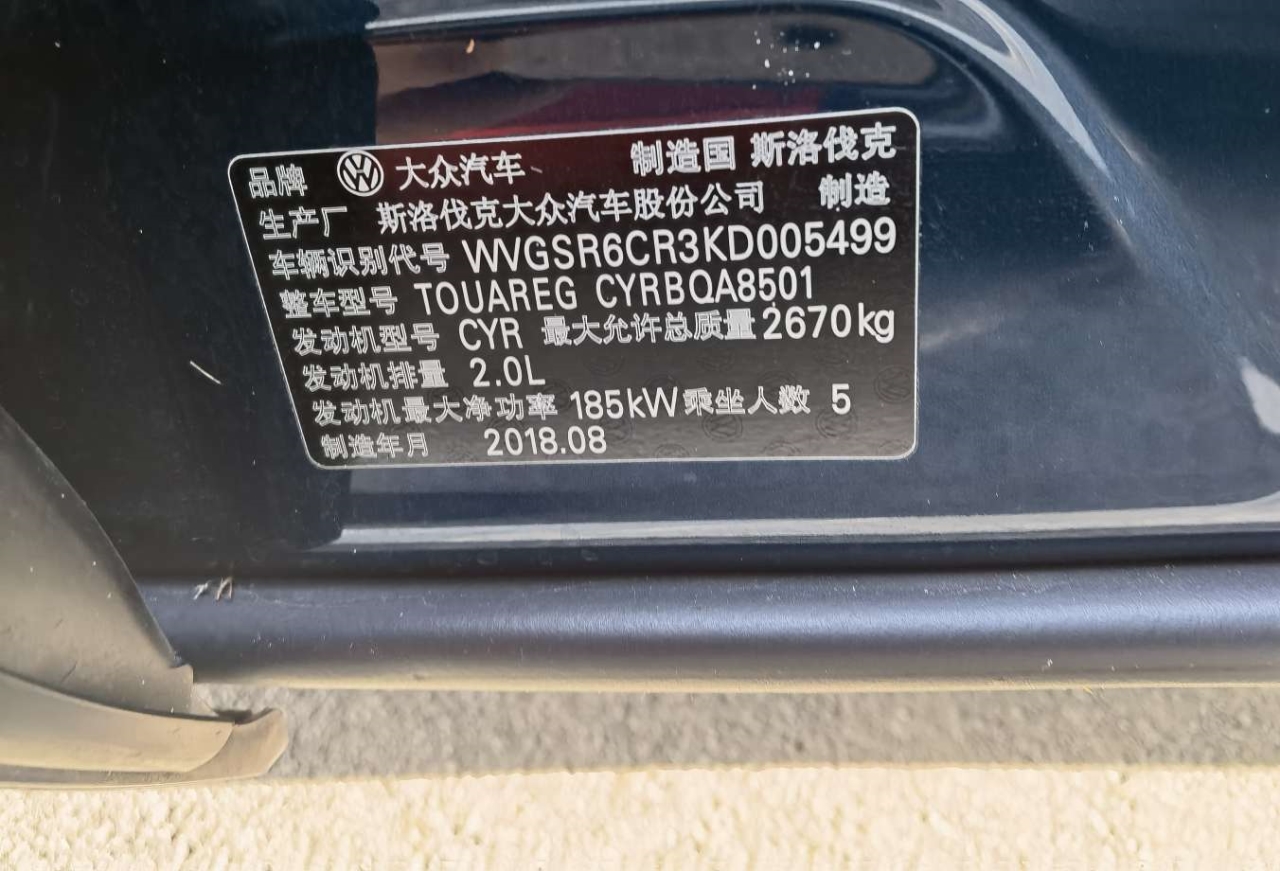 品牌 大众汽车 制造国 斯洛伐克
生产厂 斯洛伐克大众汽车股份公司 制造
车辆识别代号 WVGSR6CR3KD005499
整车型号 TOUAREG CYRBQA8501
发动机型号 CYR 最大允许总质量 2670kg
发动机排量 2.0L
发动机最大净功率 185kW 乘坐人数 5
制造年月 2018.08